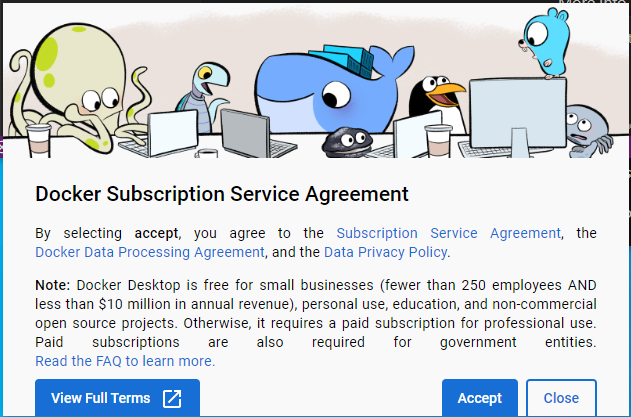 Docker Subscription Service Agreement
By selecting accept, you agree to the Subscription Service Agreement, the
Docker Data Processing Agreement, and the Data Privacy Policy.
Note: Docker Desktop is free for small businesses (fewer than 250 employees AND
less than $10 million in annual revenue), personal use, education, and non-commercial
open source projects. Otherwise, it requires a paid subscription for professional use.
Paid subscriptions are also required for government entities.
Read the FAQ to learn more.
View Full Terms
Accept
Close